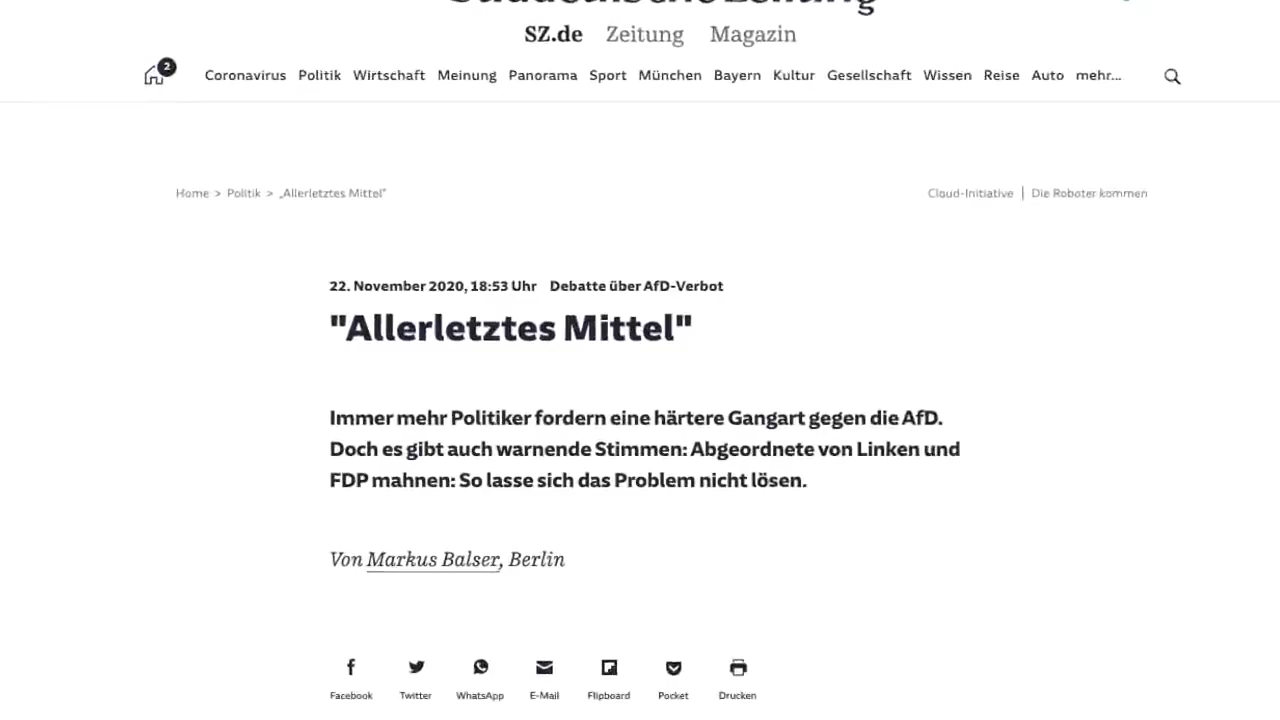 Süddeutsche Zeitung
SZ.de Zeitung Magazin
2
Coronavirus Politik Wirtschaft Meinung Panorama Sport München Bayern Kultur Gesellschaft Wissen Reise Auto mehr...
Home > Politik > „Allerletztes Mittel"
Cloud-Initiative | Die Roboter kommen
22. November 2020, 18:53 Uhr Debatte über AfD-Verbot
"Allerletztes Mittel"
Immer mehr Politiker fordern eine härtere Gangart gegen die AfD.
Doch es gibt auch warnende Stimmen: Abgeordnete von Linken und
FDP mahnen: So lasse sich das Problem nicht lösen.
Von Markus Balser, Berlin
Facebook Twitter WhatsApp E-Mail Flipboard Pocket Drucken